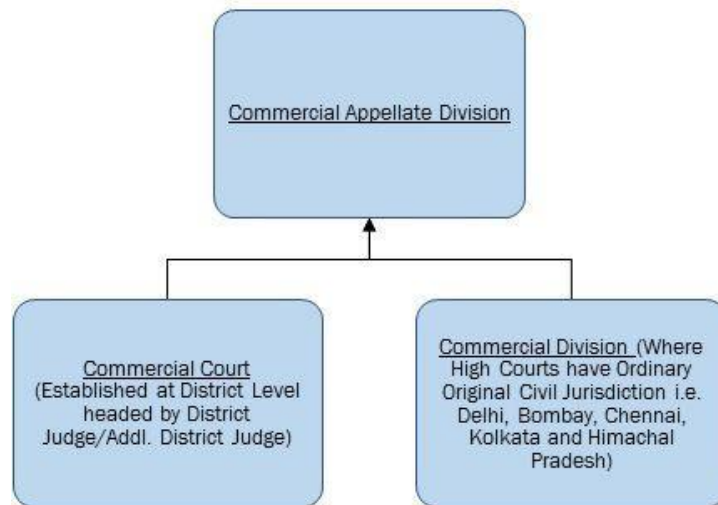 Commercial Appellate Division
Commercial Court
(Established at District Level
headed by District
Judge/Addl. District Judge)
Commercial Division (Where
High Courts have Ordinary
Original Civil Jurisdiction i.e.
Delhi, Bombay, Chennai,
Kolkata and Himachal
Pradesh)